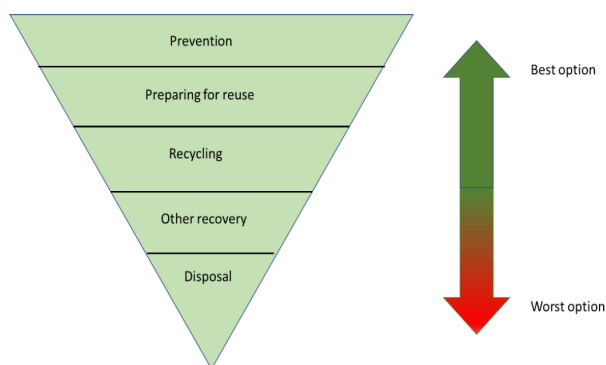 Prevention
Best option
Preparing for reuse
Recycling
Other recovery
Disposal
Worst option